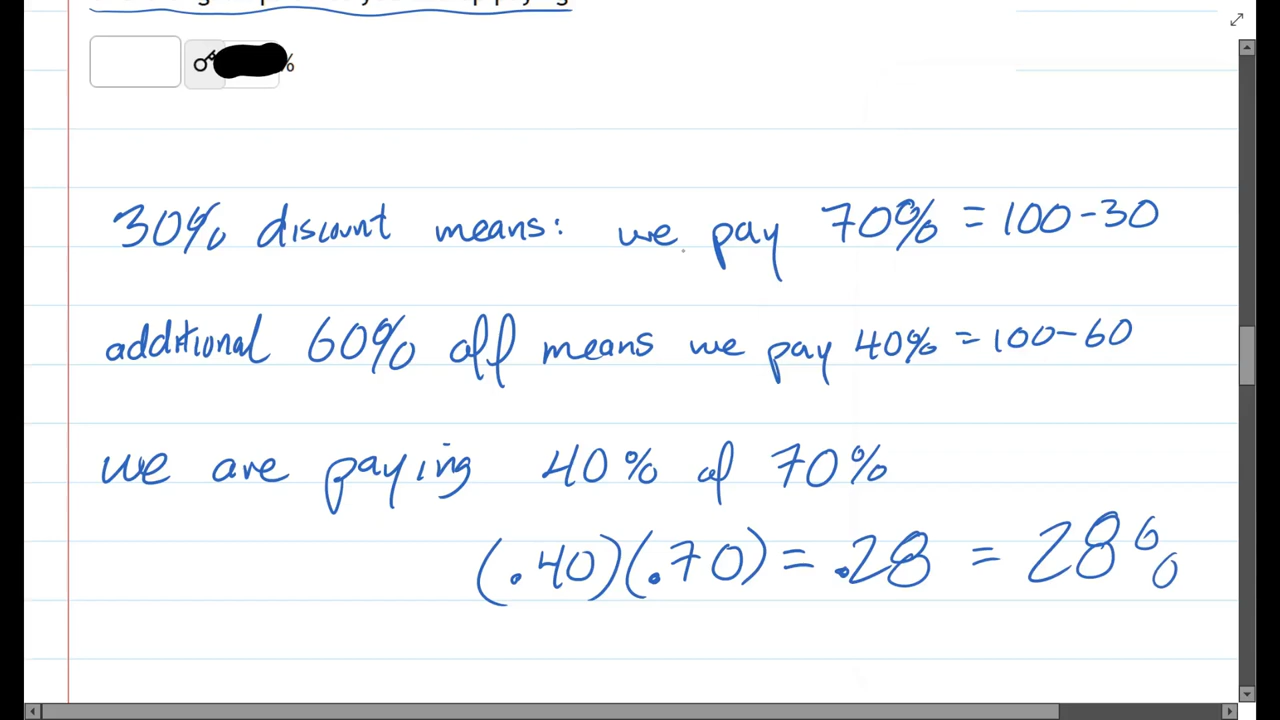 %
30% discount means: we pay 70% = 100-30
additional 60% off means we pay 40% = 100-60
we are paying 40% of 70%
(.40)(.70) = .28 = 28%